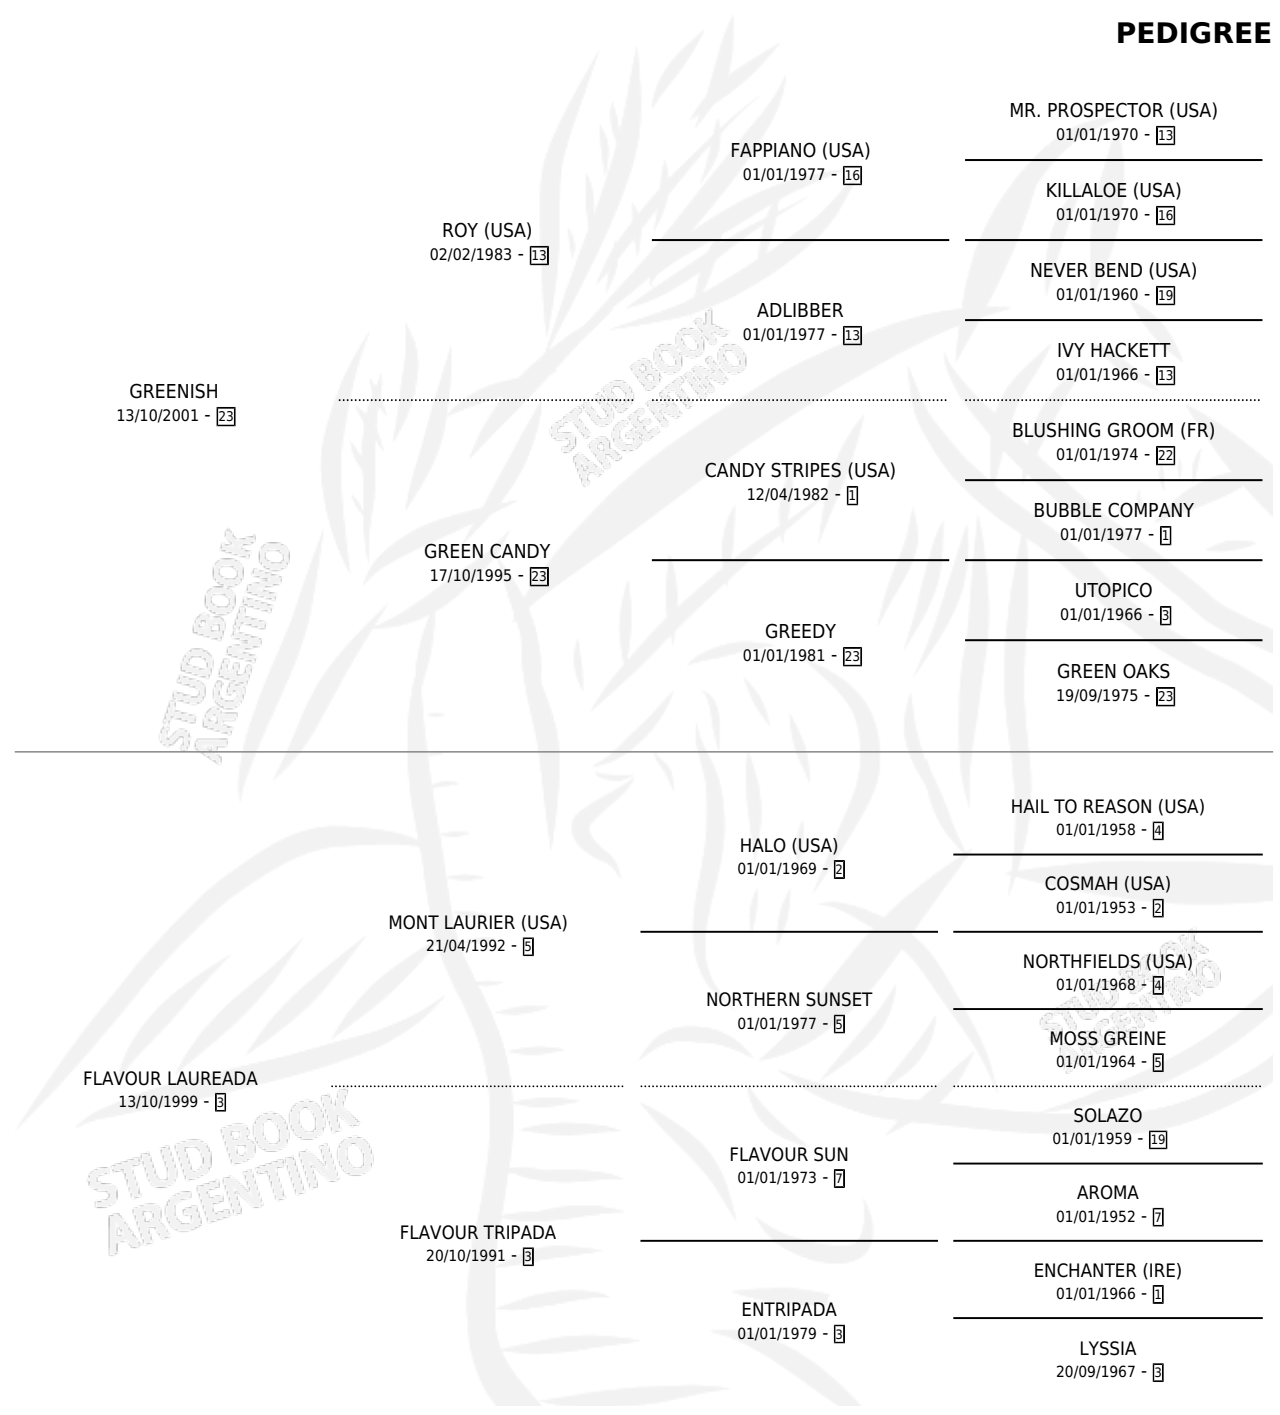 PEDIGREE
MR. PROSPECTOR (USA)
01/01/1970 - 13
FAPPIANO (USA)
01/01/1977 - 16
KILLALOE (USA)
01/01/1970 - 16
ROY (USA)
02/02/1983 - 13
NEVER BEND (USA)
01/01/1960 - 19
ADLIBBER
01/01/1977 - 13
IVY HACKETT
01/01/1966 - 13
GREENISH
13/10/2001 - 23
BLUSHING GROOM (FR)
01/01/1974 - 22
CANDY STRIPES (USA)
12/04/1982 - 1
BUBBLE COMPANY
01/01/1977 - 1
GREEN CANDY
17/10/1995 - 23
UTOPICO
01/01/1966 - 3
GREEDY
01/01/1981 - 23
GREEN OAKS
19/09/1975 - 23
HAIL TO REASON (USA)
01/01/1958 - 4
HALO (USA)
01/01/1969 - 2
COSMAH (USA)
01/01/1953 - 2
MONT LAURIER (USA)
21/04/1992 - 5
NORTHFIELDS (USA)
01/01/1968 - 4
NORTHERN SUNSET
01/01/1977 - 5
MOSS GREINE
01/01/1964 - 5
FLAVOUR LAUREADA
13/10/1999 - 3
SOLAZO
01/01/1959 - 19
FLAVOUR SUN
01/01/1973 - 7
AROMA
01/01/1952 - 7
FLAVOUR TRIPADA
20/10/1991 - 3
ENCHANTER (IRE)
01/01/1966 - 1
ENTRIPADA
01/01/1979 - 3
LYSSIA
20/09/1967 - 3
STUD BOOK
ARGENTINO
STUD BOOK
ARGENTINO
STUD BOOK
ARGENTINO
STUD BOOK
ARGENTINO